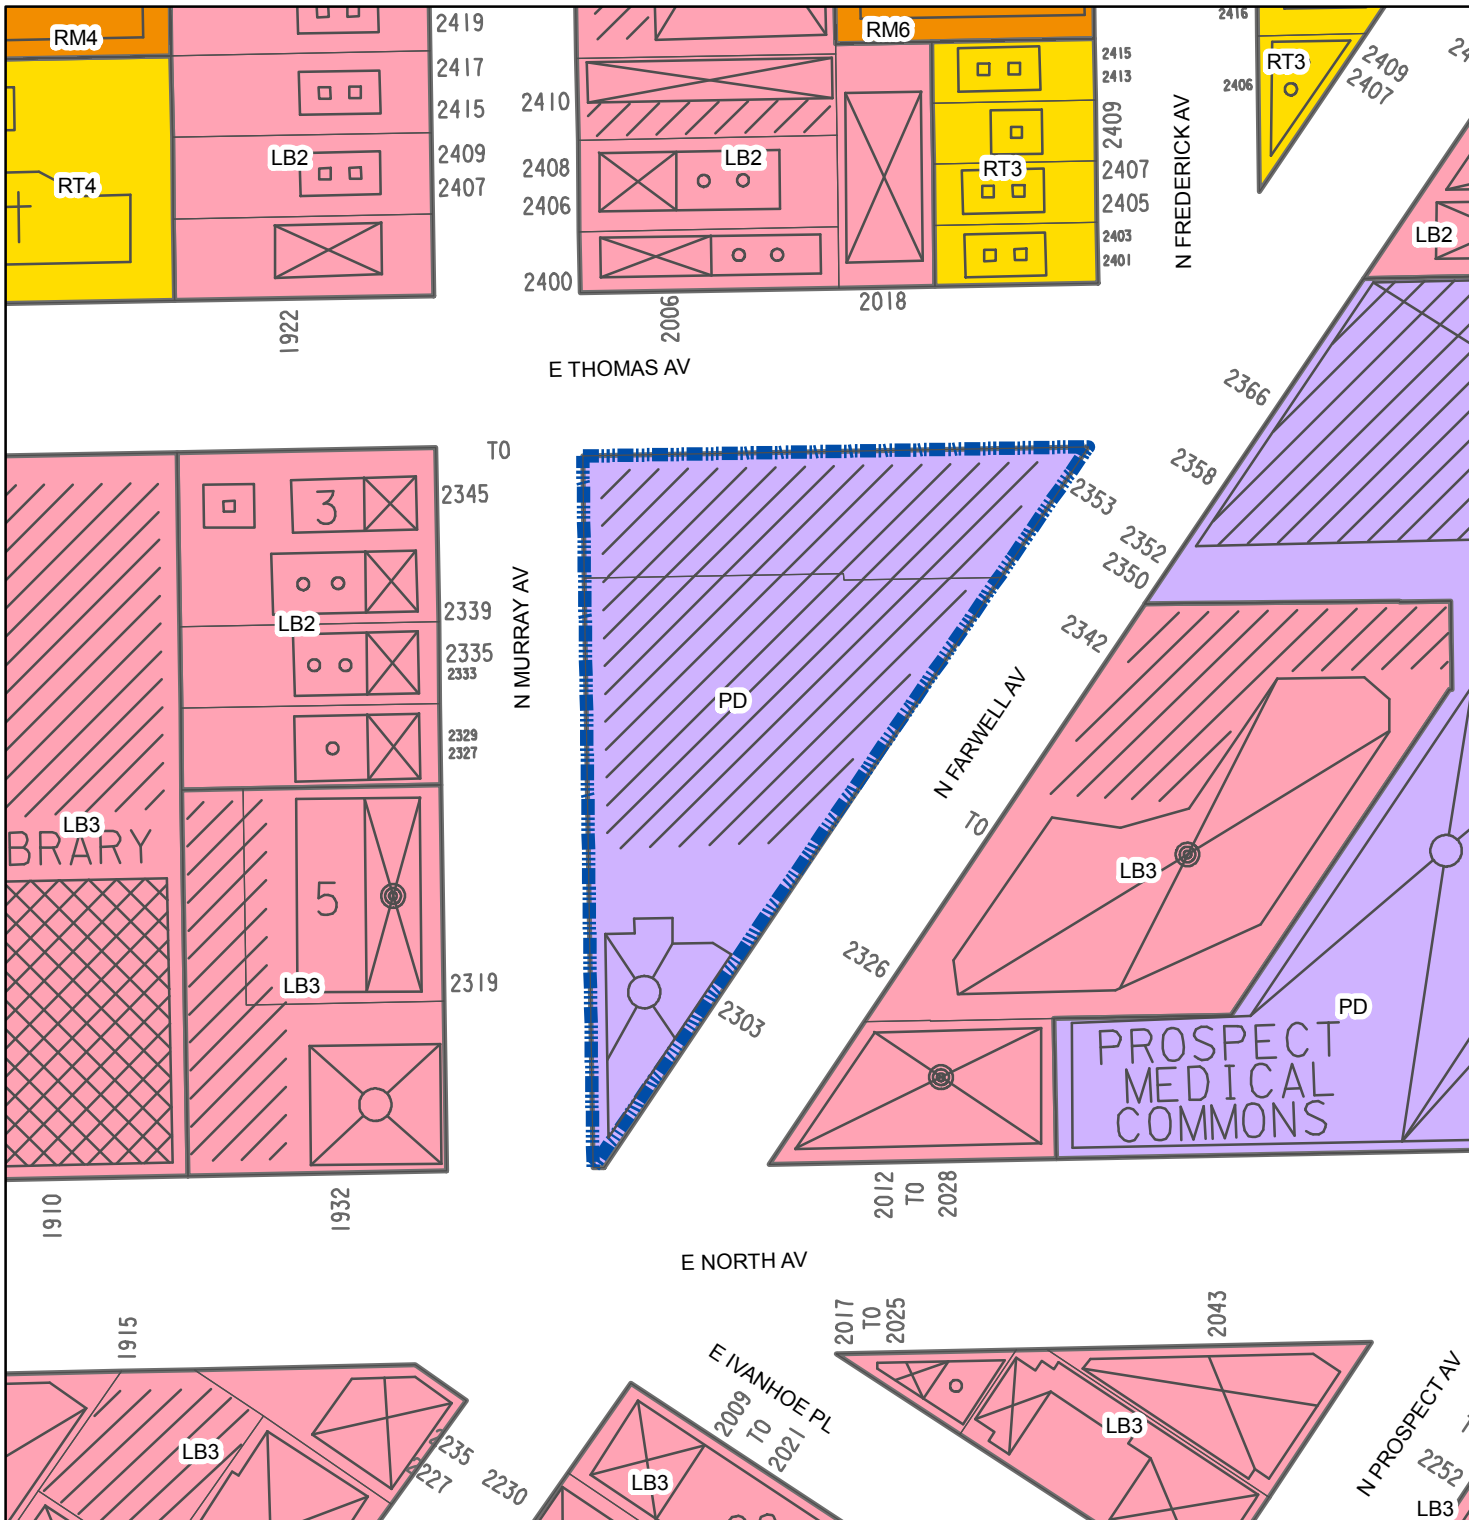 RM4
2419
2417
2415
2409
2407
LB2
RT4
1922
2410
2408
2406
2400
LB2
RM6
RT3
2415
2413
2409
2407
2405
2403
2401
2006
2018
N FREDERICK AV
2416
2406
RT3
2409
2407
LB2
E THOMAS AV
2366
2358
2353
2352
2350
2342
TO
2326
2303
TO
2345
3
2339
LB2
2335
2333
2329
2327
N MURRAY AV
PD
N FARWELL AV
LB3
BRARY
5
LB3
2319
LB3
PD
PROSPECT
MEDICAL
COMMONS
1910
1932
2012
TO
2028
E NORTH AV
1915
2017
TO
2025
2043
E IVANHOE PL
2009
TO
2021
LB3
2235
2227
2230
LB3
LB3
N PROSPECT AV
2252
LB3